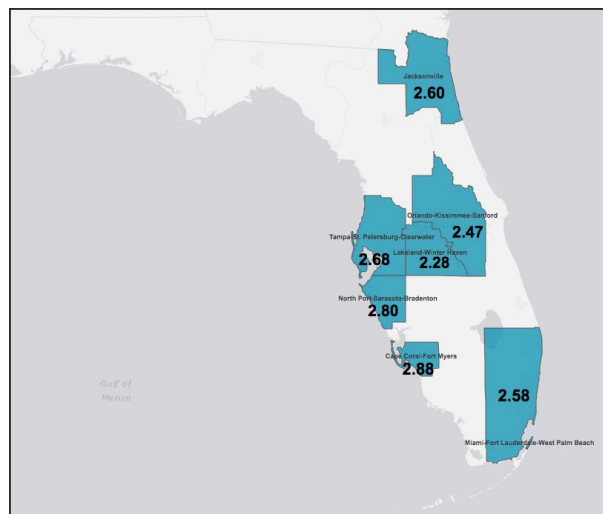 Jacksonville
2.60
Orlando-Kissimmee-Sanford
2.47
Tampa-St. Petersburg-Clearwater
2.68
Lakeland-Winter Haven
2.28
North Port-Sarasota-Bradenton
2.80
Cape Coral-Fort Myers
2.88
Gulf of
Mexico
2.58
Miami-Fort Lauderdale-West Palm Beach